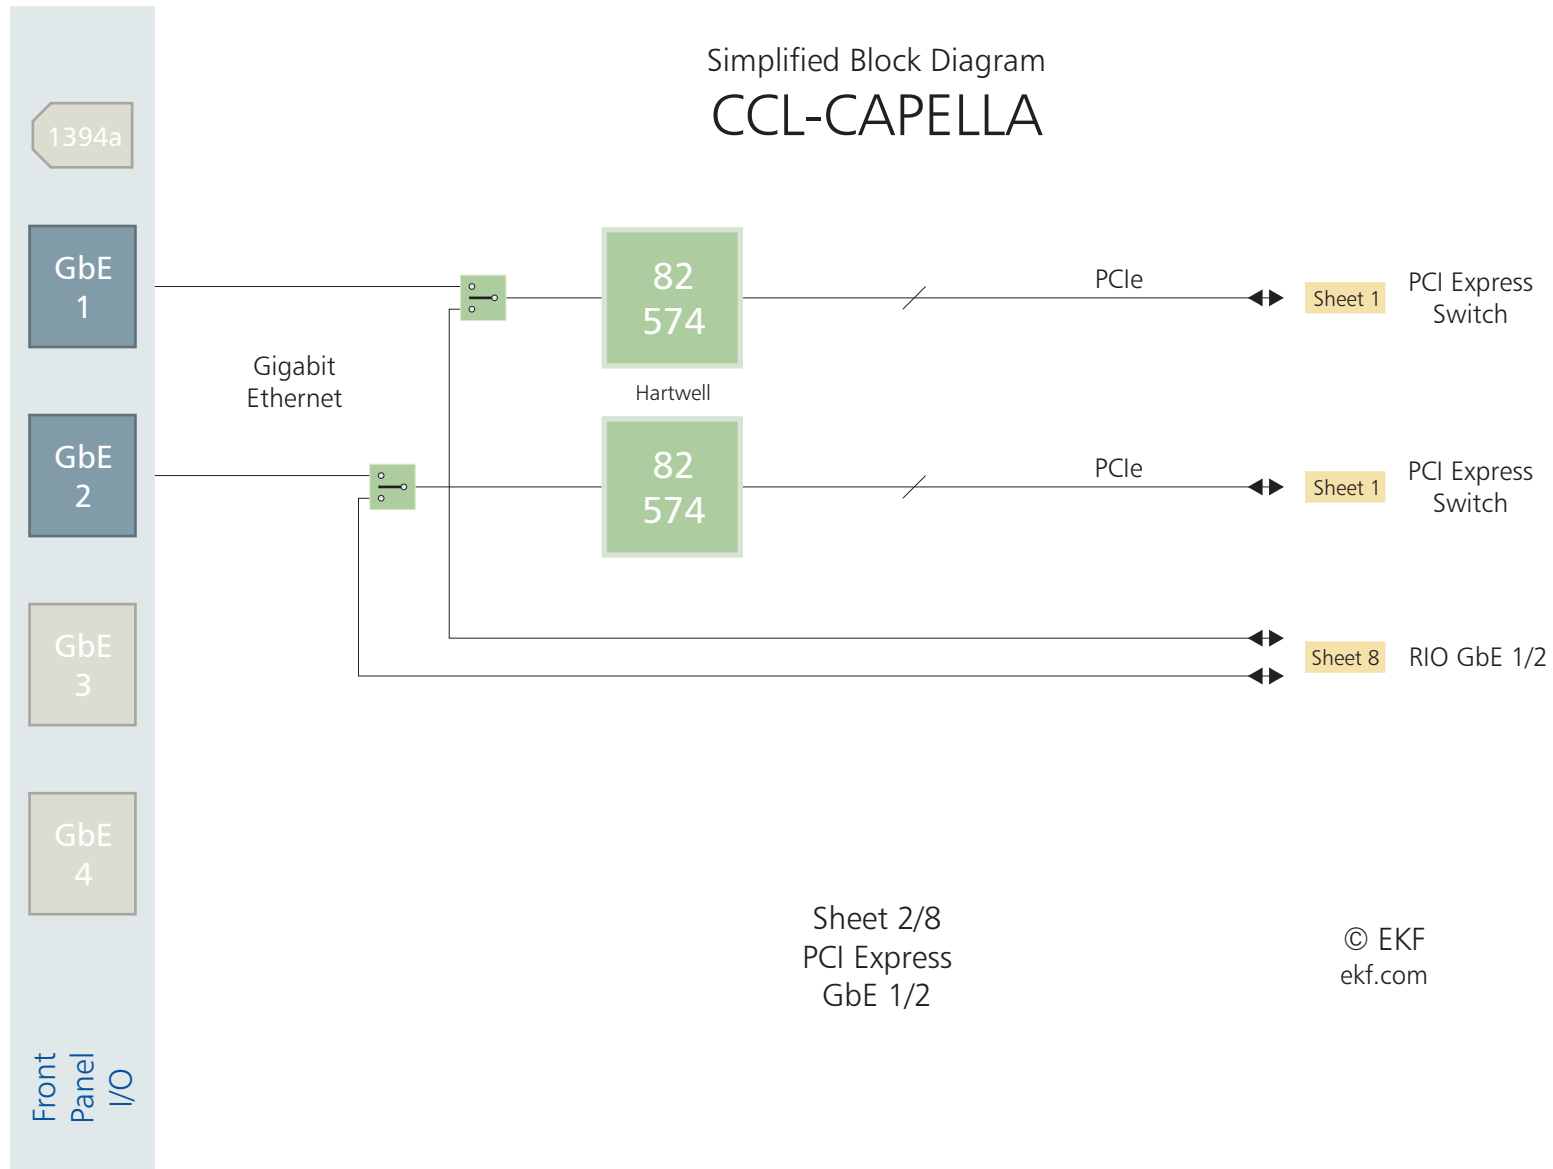 Simplified Block Diagram
CCL-CAPELLA
1394a
GbE
1
GbE
2
GbE
3
GbE
4
Front
Panel
I/O
Gigabit
Ethernet
82
574
Hartwell
82
574
PCIe
Sheet 1
PCI Express
Switch
PCIe
Sheet 1
PCI Express
Switch
Sheet 8
RIO GbE 1/2
Sheet 2/8
PCI Express
GbE 1/2
© EKF
ekf.com